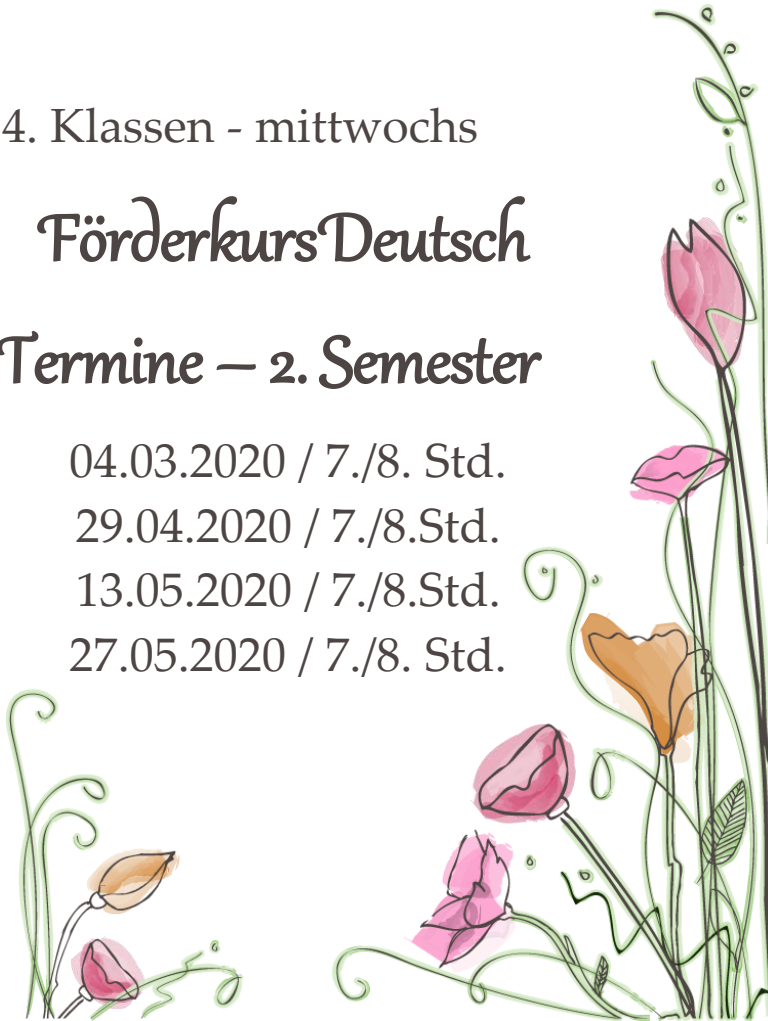 4. Klassen - mittwochs
FörderkursDeutsch
Termine – 2. Semester
04.03.2020 / 7./8. Std.
29.04.2020 / 7./8.Std.
13.05.2020 / 7./8.Std.
27.05.2020 / 7./8. Std.